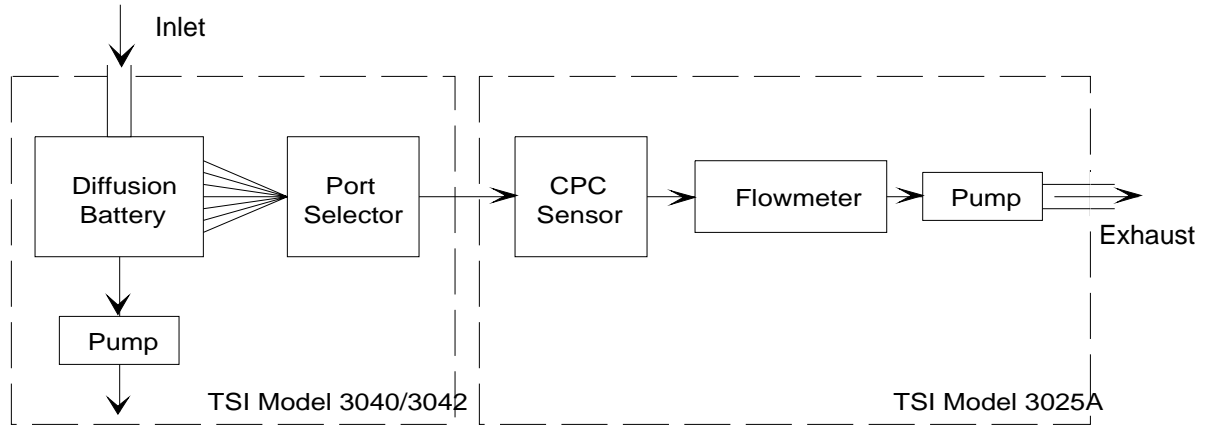 Inlet
Diffusion
Battery
Port
Selector
CPC
Sensor
Flowmeter
Pump
Exhaust
Pump
TSI Model 3040/3042
TSI Model 3025A